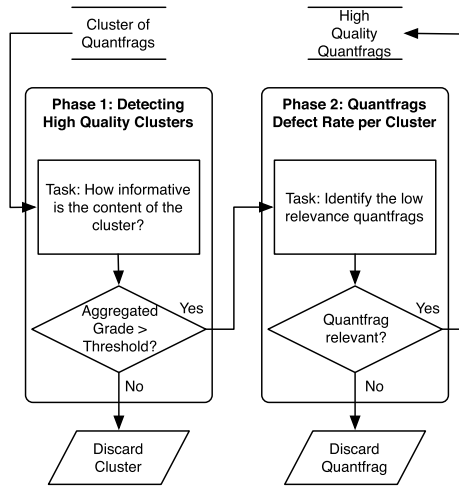 Cluster of
Quantfrags
High
Quality
Quantfrags
Phase 1: Detecting
High Quality Clusters
Task: How informative
is the content of the
cluster?
Aggregated
Grade >
Threshold?
Yes
No
Discard
Cluster
Phase 2: Quantfrags
Defect Rate per Cluster
Task: Identify the low
relevance quantfrags
Quantfrag
relevant?
Yes
No
Discard
Quantfrag